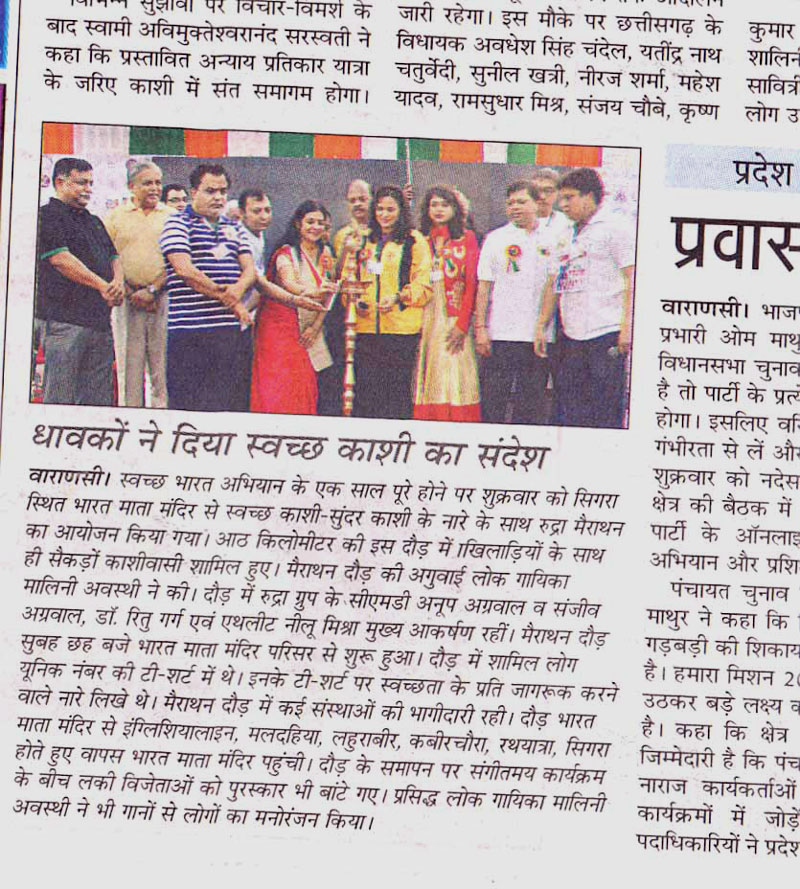 विभिन्न सुझावों पर विचार-विमर्श के
बाद स्वामी अविमुक्तेश्वरानंद सरस्वती ने
कहा कि प्रस्तावित अन्याय प्रतिकार यात्रा
के जरिए काशी में संत समागम होगा।
जारी रहेगा। इस मौके पर छत्तीसगढ़ के
विधायक अवधेश सिंह चंदेल, यतींद्र नाथ
चतुर्वेदी, सुनील खत्री, नीरज शर्मा, महेश
यादव, रामसुधार मिश्र, संजय चौबे, कृष्ण
कुमार
शालिनी
सावित्री
लोग उ
धावकों ने दिया स्वच्छ काशी का संदेश
वाराणसी। स्वच्छ भारत अभियान के एक साल पूरे होने पर शुक्रवार को सिगरा
स्थित भारत माता मंदिर से स्वच्छ काशी-सुंदर काशी के नारे के साथ रुद्रा मैराथन
का आयोजन किया गया। आठ किलोमीटर की इस दौड़ में खिलाड़ियों के साथ
ही सैकड़ों काशीवासी शामिल हुए। मैराथन दौड़ की अगुवाई लोक गायिका
मालिनी अवस्थी ने की। दौड़ में रुद्रा ग्रुप के सीएमडी अनूप अग्रवाल व संजीव
अग्रवाल, डॉ. रितु गर्ग एवं एथलीट नीलू मिश्रा मुख्य आकर्षण रहीं। मैराथन दौड़
सुबह छह बजे भारत माता मंदिर परिसर से शुरू हुआ। दौड़ में शामिल लोग
यूनिक नंबर की टी-शर्ट में थे। इनके टी-शर्ट पर स्वच्छता के प्रति जागरूक करने
वाले नारे लिखे थे। मैराथन दौड़ में कई संस्थाओं की भागीदारी रही। दौड़ भारत
माता मंदिर से इंग्लिशियालाइन, मलदहिया, लहुराबीर, कबीरचौरा, रथयात्रा, सिगरा
होते हुए वापस भारत माता मंदिर पहुंची। दौड़ के समापन पर संगीतमय कार्यक्रम
के बीच लकी विजेताओं को पुरस्कार भी बांटे गए। प्रसिद्ध लोक गायिका मालिनी
अवस्थी ने भी गानों से लोगों का मनोरंजन किया।
प्रदेश
प्रवास
वाराणसी। भाज
प्रभारी ओम माथु
विधानसभा चुनाव
है तो पार्टी के प्रत्ये
होगा। इसलिए वरि
गंभीरता से लें औ
शुक्रवार को नदेस
क्षेत्र की बैठक में
पार्टी के ऑनलाइ
अभियान और प्रशि
पंचायत चुनाव
माथुर ने कहा कि
गड़बड़ी की शिकाय
है। हमारा मिशन 20
उठकर बड़े लक्ष्य क
है। कहा कि क्षेत्र
जिम्मेदारी है कि पंच
नाराज कार्यकर्ताओं
कार्यक्रमों में जोड़
पदाधिकारियों ने प्रदेश